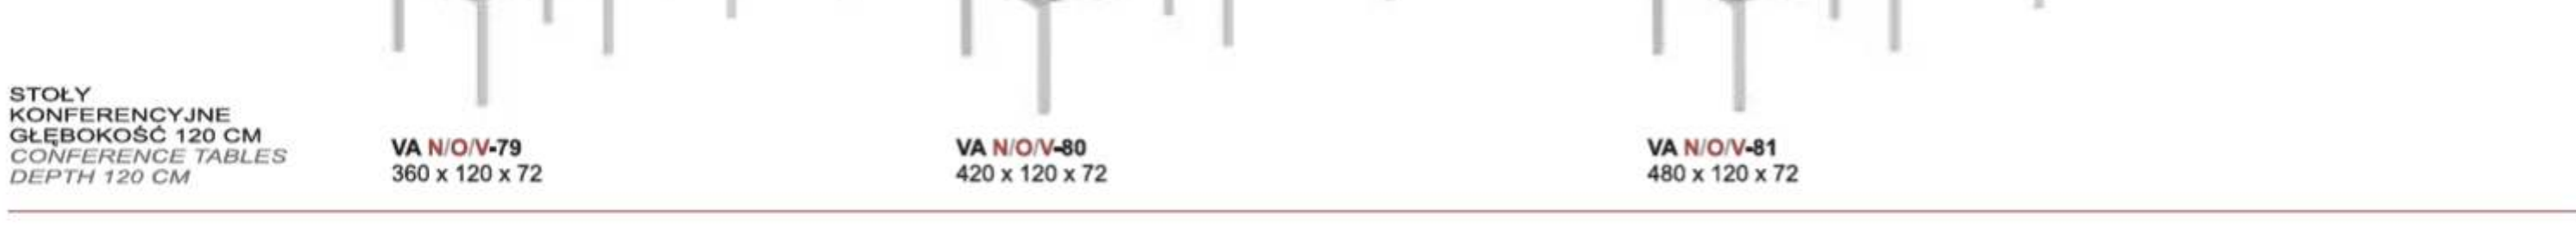 STOŁY
KONFERENCYJNE
GŁĘBOKOŚĆ 120 CM
CONFERENCE TABLES
DEPTH 120 CM
VA N/O/V-79
360 x 120 x 72
VA N/O/V-80
420 x 120 x 72
VA N/O/V-81
480 x 120 x 72